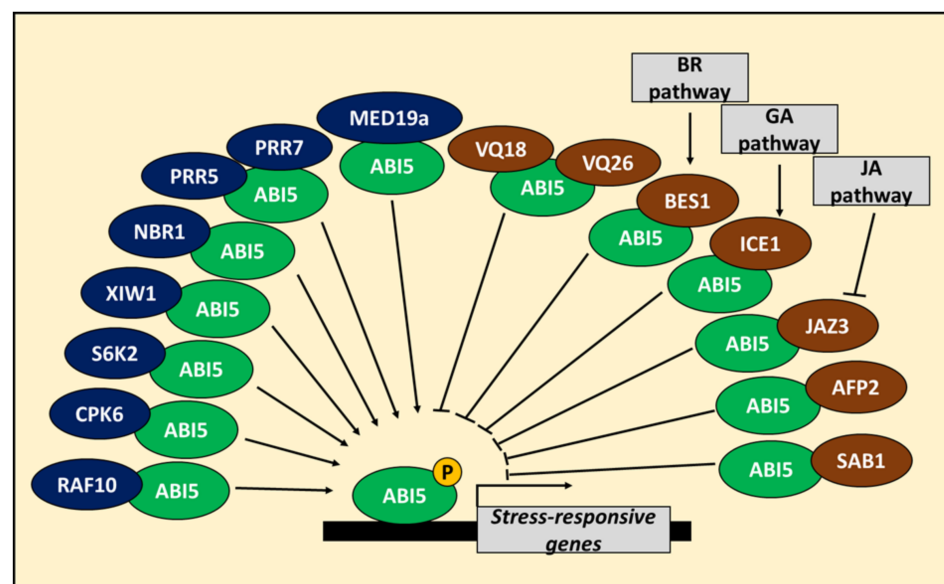 BR
pathway
GA
pathway
JA
pathway
MED19a
ABI5
PRR7
PRR5
ABI5
VQ18
VQ26
ABI5
BES1
ABI5
NBR1
ABI5
ICE1
ABI5
XIW1
ABI5
JAZ3
ABI5
S6K2
ABI5
AFP2
ABI5
CPK6
ABI5
SAB1
ABI5
RAF10
ABI5
P
ABI5
Stress-responsive
genes